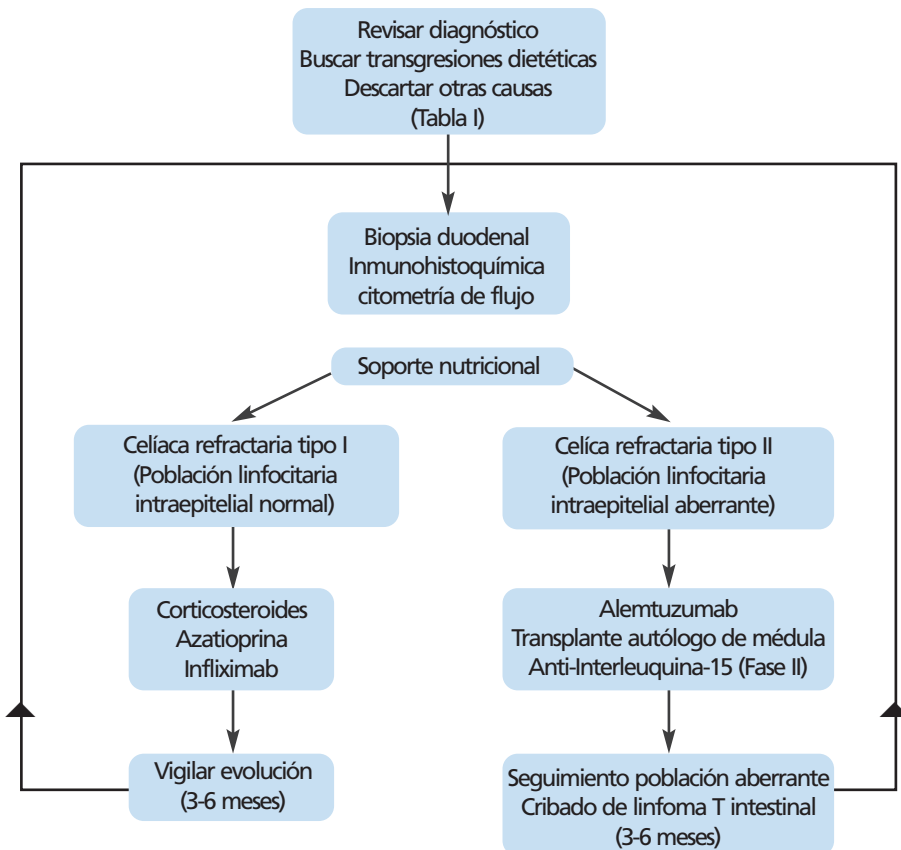 Revisar diagnóstico
Buscar transgresiones dietéticas
Descartar otras causas
(Tabla I)
Biopsia duodenal
Inmunohistoquímica
citometría de flujo
Soporte nutricional
Celíaca refractaria tipo I
(Población linfocitaria
intraepitelial normal)
Celíca refractaria tipo II
(Población linfocitaria
intraepitelial aberrante)
Corticosteroides
Azatioprina
Infliximab
Alemtuzumab
Transplante autólogo de médula
Anti-Interleuquina-15 (Fase II)
Vigilar evolución
(3-6 meses)
Seguimiento población aberrante
Cribado de linfoma T intestinal
(3-6 meses)